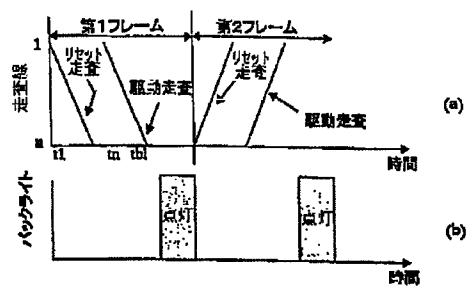 第1フレーム 第2フレーム
1
リセット
走査
駆動走査
リセット
走査
駆動走査
走査線
(a)
n
t1 tn tbl
時間
バックライト
点灯
点灯
(b)
時間